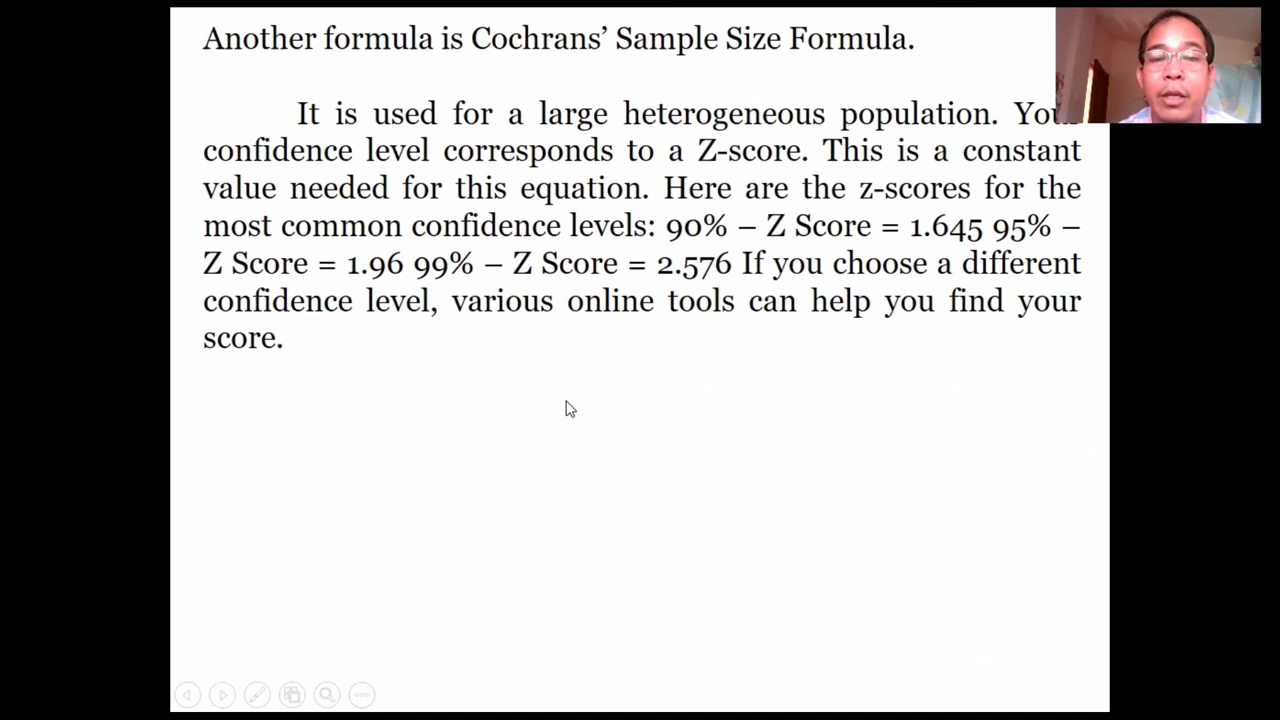 Another formula is Cochrans’ Sample Size Formula.
It is used for a large heterogeneous population. Your
confidence level corresponds to a Z-score. This is a constant
value needed for this equation. Here are the z-scores for the
most common confidence levels: 90% – Z Score = 1.645 95% –
Z Score = 1.96 99% – Z Score = 2.576 If you choose a different
confidence level, various online tools can help you find your
score.